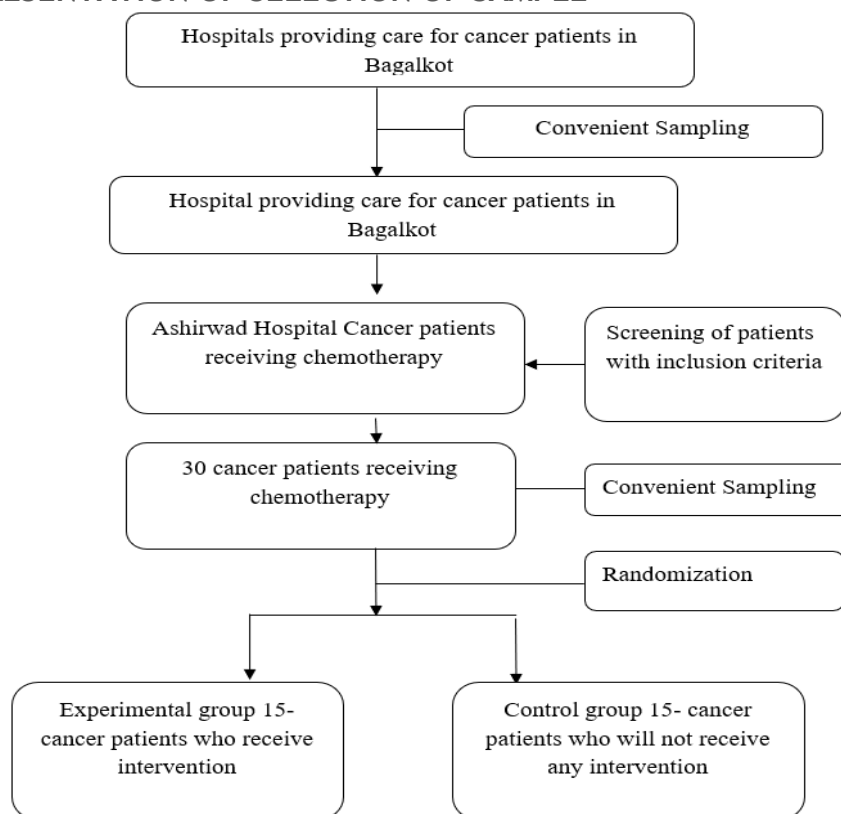 Hospitals providing care for cancer patients in
Bagalkot
Convenient Sampling
Hospital providing care for cancer patients in
Bagalkot
Ashirwad Hospital Cancer patients
receiving chemotherapy
Screening of patients
with inclusion criteria
30 cancer patients receiving
chemotherapy
Convenient Sampling
Randomization
Experimental group 15-
cancer patients who receive
intervention
Control group 15- cancer
patients who will not receive
any intervention